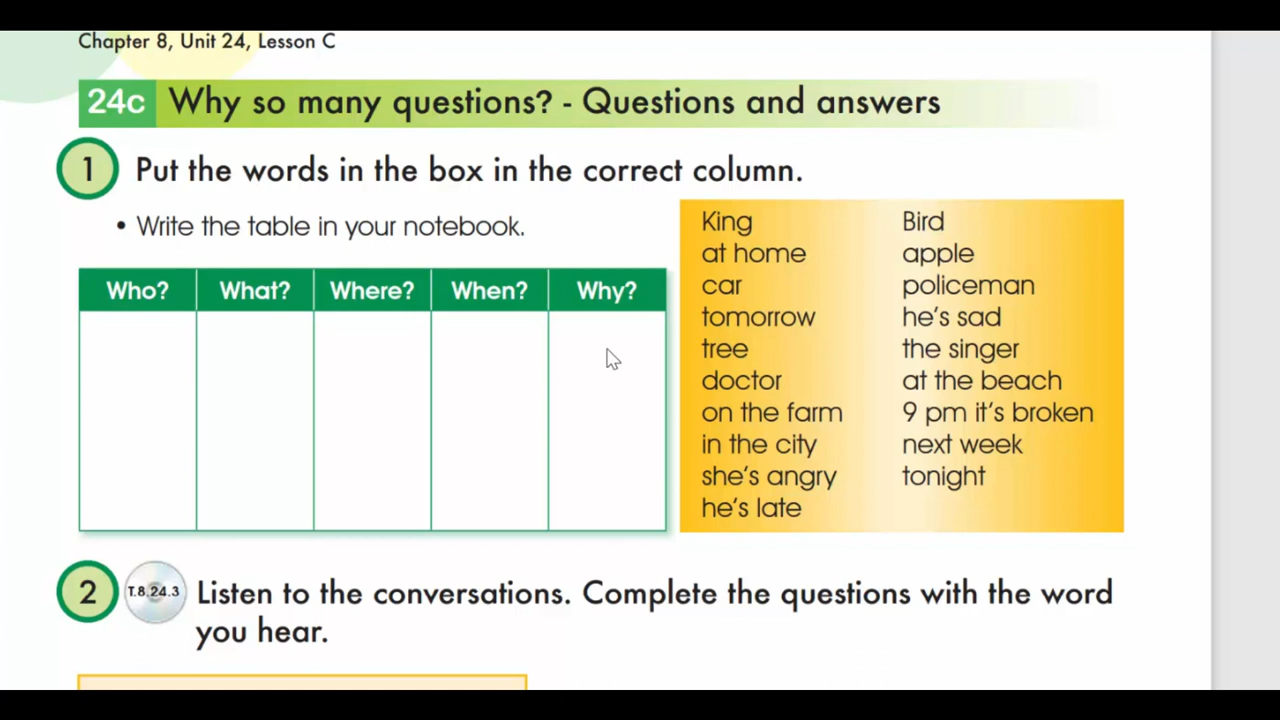 Chapter 8, Unit 24, Lesson C
24c Why so many questions? - Questions and answers
1 Put the words in the box in the correct column.
• Write the table in your notebook.
Who? What? Where? When? Why?
King
at home
car
tomorrow
tree
doctor
on the farm
in the city
she's angry
he's late
Bird
apple
policeman
he's sad
the singer
at the beach
9 pm it's broken
next week
tonight
2 T.8.24.3 Listen to the conversations. Complete the questions with the word
you hear.